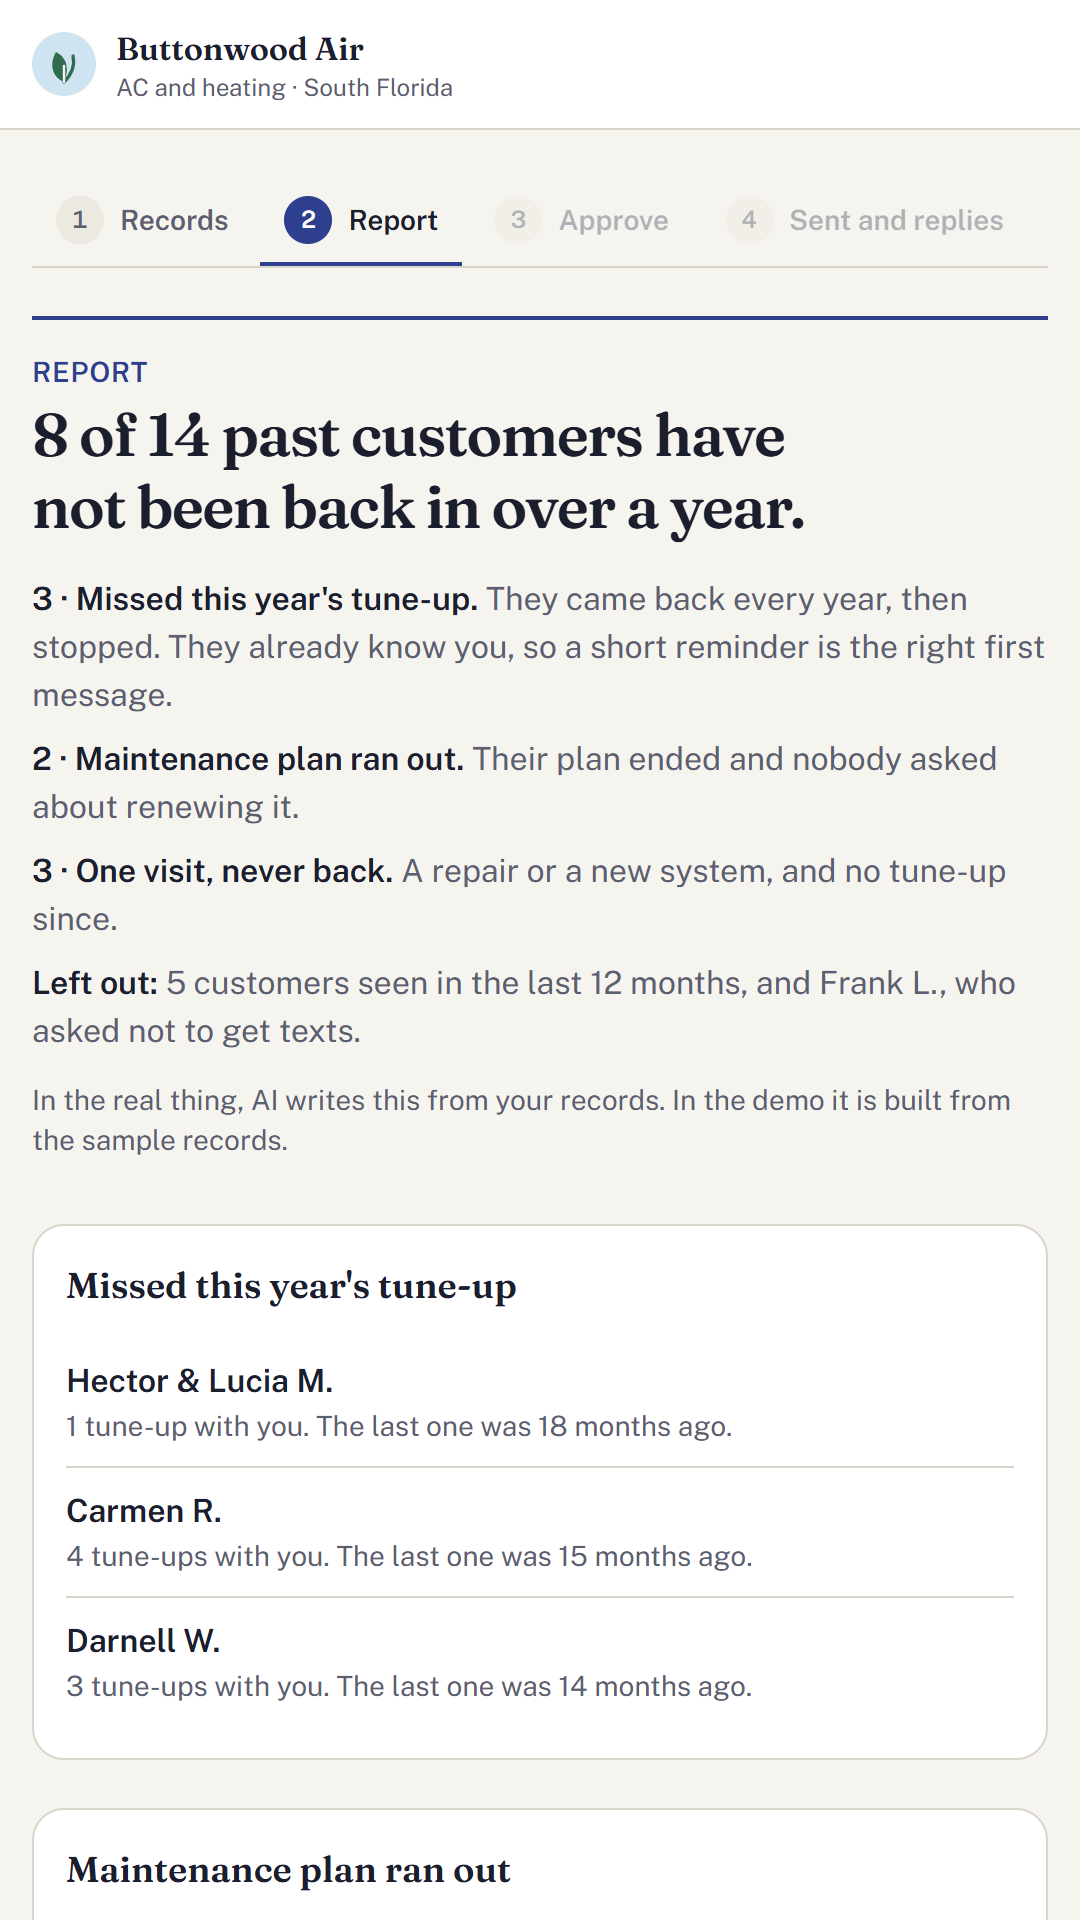 Buttonwood Air
AC and heating · South Florida
1 Records
2 Report
3 Approve
4 Sent and replies
REPORT
8 of 14 past customers have
not been back in over a year.
3 · Missed this year's tune-up. They came back every year, then
stopped. They already know you, so a short reminder is the right first
message.
2 · Maintenance plan ran out. Their plan ended and nobody asked
about renewing it.
3 · One visit, never back. A repair or a new system, and no tune-up
since.
Left out: 5 customers seen in the last 12 months, and Frank L., who
asked not to get texts.
In the real thing, AI writes this from your records. In the demo it is built from
the sample records.
Missed this year's tune-up
Hector & Lucia M.
1 tune-up with you. The last one was 18 months ago.
Carmen R.
4 tune-ups with you. The last one was 15 months ago.
Darnell W.
3 tune-ups with you. The last one was 14 months ago.
Maintenance plan ran out